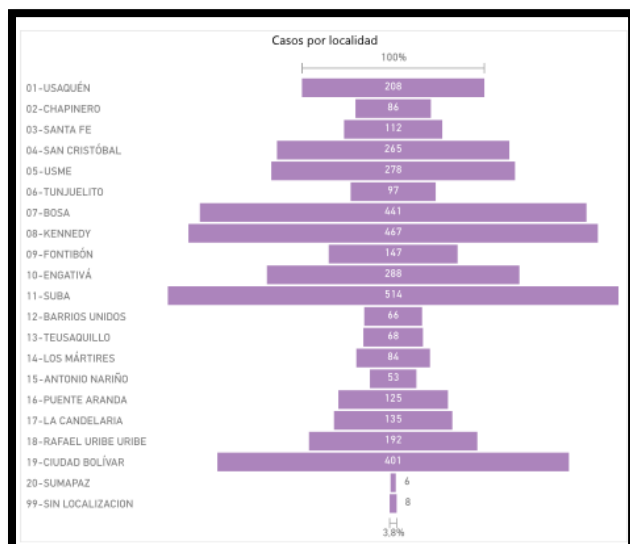 Casos por localidad
100%
01-USAQUÉN 208
02-CHAPINERO 86
03-SANTA FE 112
04-SAN CRISTÓBAL 265
05-USME 278
06-TUNJUELITO 97
07-BOSA 441
08-KENNEDY 467
09-FONTIBÓN 147
10-ENGATIVÁ 288
11-SUBA 514
12-BARRIOS UNIDOS 66
13-TEUSAQUILLO 68
14-LOS MÁRTIRES 84
15-ANTONIO NARIÑO 53
16-PUENTE ARANDA 125
17-LA CANDELARIA 135
18-RAFAEL URIBE URIBE 192
19-CIUDAD BOLÍVAR 401
20-SUMAPAZ 6
99-SIN LOCALIZACION 8
3,8%